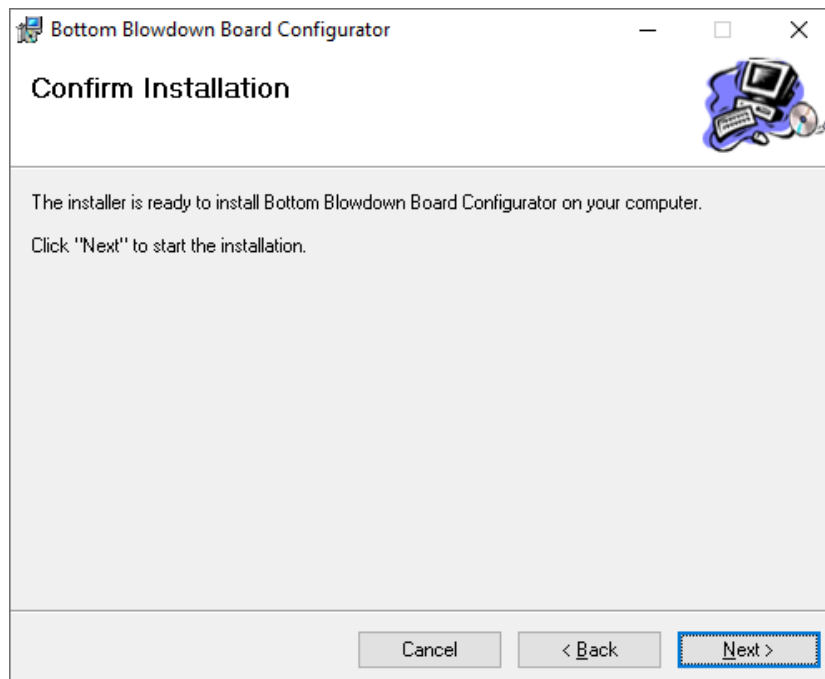 Bottom Blowdown Board Configurator
Confirm Installation
The installer is ready to install Bottom Blowdown Board Configurator on your computer.
Click "Next" to start the installation.
Cancel
< Back
Next >